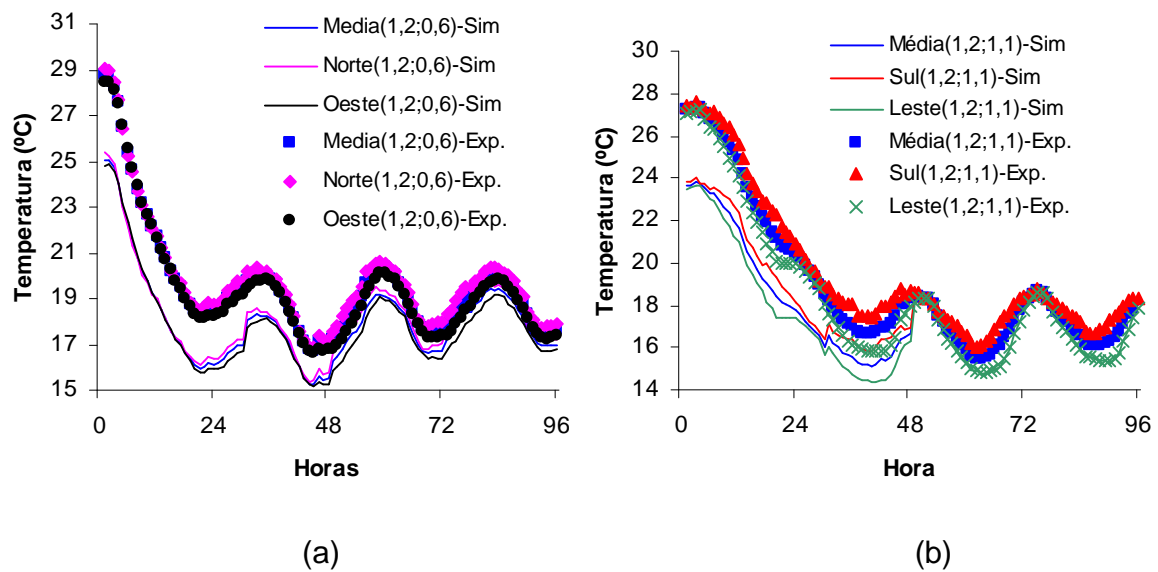 31
29
27
25
23
21
19
17
15
Temperatura (ºC)
0
24
48
72
96
Horas
Media(1,2;0,6)-Sim
Norte(1,2;0,6)-Sim
Oeste(1,2;0,6)-Sim
Media(1,2;0,6)-Exp.
Norte(1,2;0,6)-Exp.
Oeste(1,2;0,6)-Exp.
(a)
30
28
26
24
22
20
18
16
14
Temperatura (ºC)
0
24
48
72
96
Hora
Média(1,2;1,1)-Sim
Sul(1,2;1,1)-Sim
Leste(1,2;1,1)-Sim
Média(1,2;1,1)-Exp.
Sul(1,2;1,1)-Exp.
Leste(1,2;1,1)-Exp.
(b)